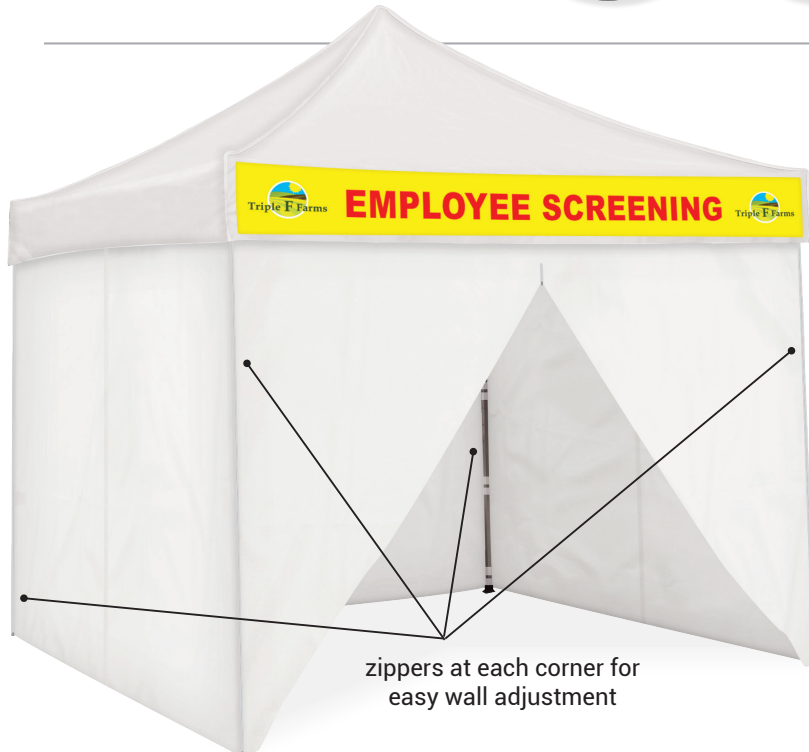 Triple F Farms EMPLOYEE SCREENING Triple F Farms
zippers at each corner for
easy wall adjustment